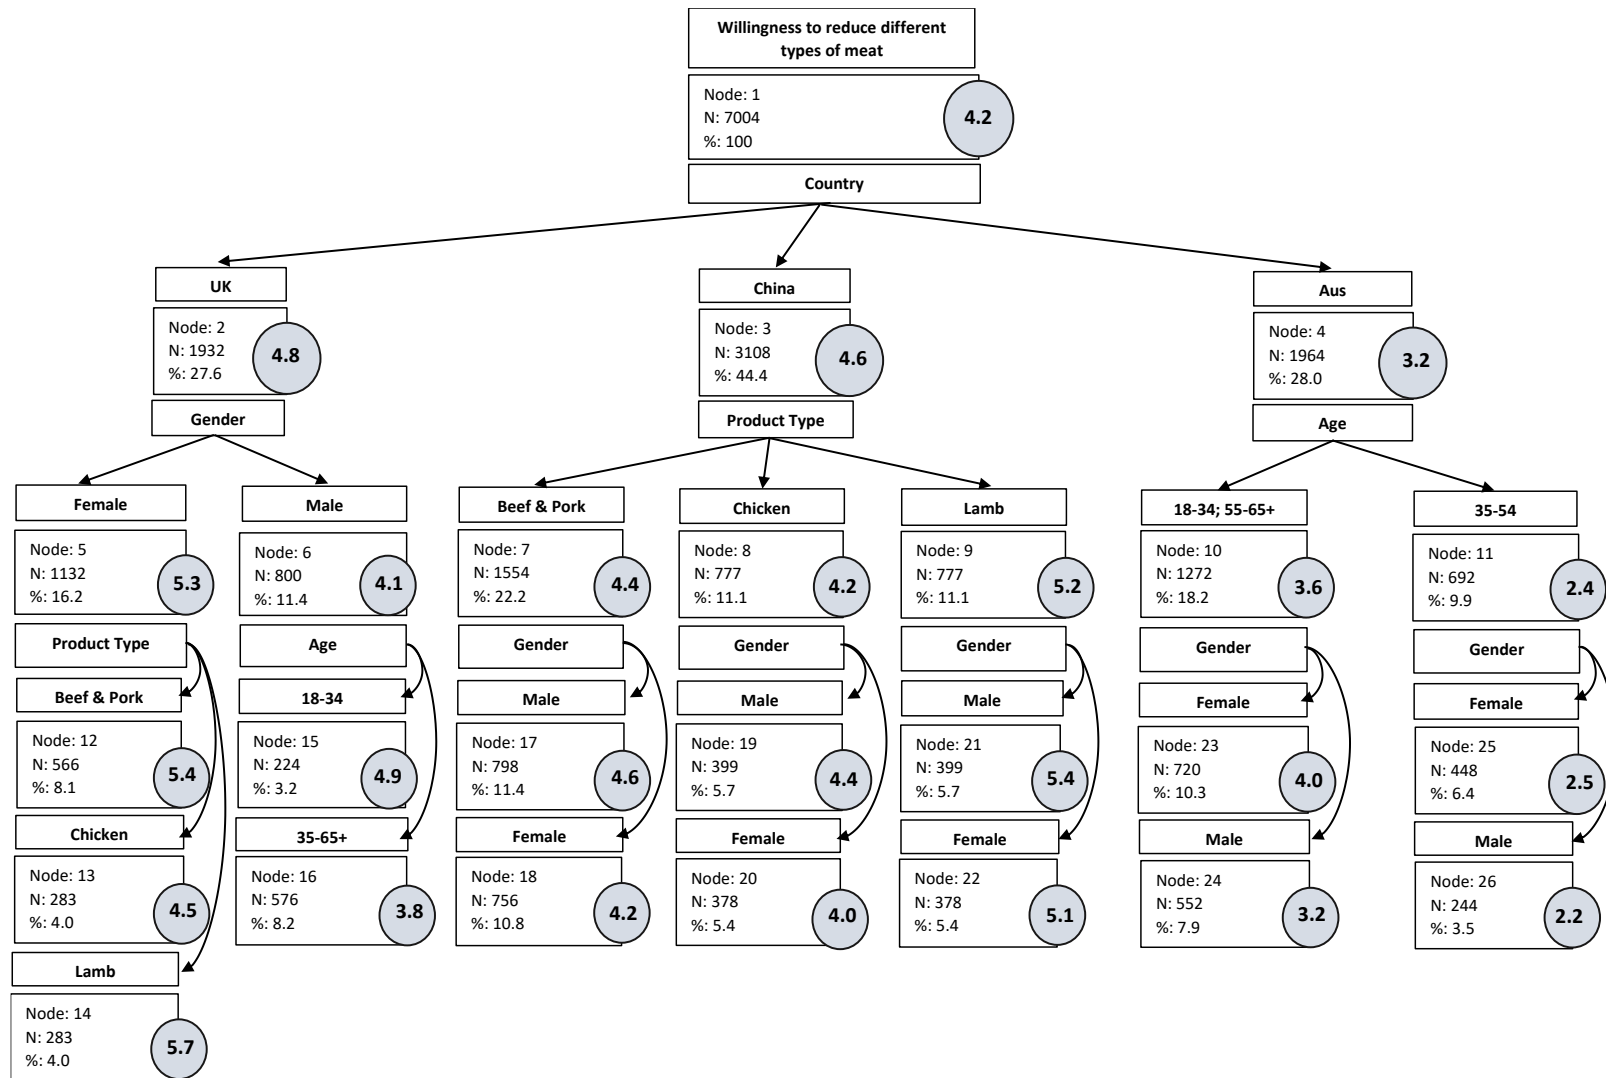 Willingness to reduce different
types of meat
Node: 1
N: 7004
%: 100
4.2
Country
UK
Node: 2
N: 1932
%: 27.6
4.8
Gender
China
Node: 3
N: 3108
%: 44.4
4.6
Product Type
Aus
Node: 4
N: 1964
%: 28.0
3.2
Age
Female
Node: 5
N: 1132
%: 16.2
5.3
Product Type
Beef & Pork
Node: 12
N: 566
%: 8.1
5.4
Chicken
Node: 13
N: 283
%: 4.0
4.5
Lamb
Node: 14
N: 283
%: 4.0
5.7
Male
Node: 6
N: 800
%: 11.4
4.1
Age
18-34
Node: 15
N: 224
%: 3.2
4.9
35-65+
Node: 16
N: 576
%: 8.2
3.8
Beef & Pork
Node: 7
N: 1554
%: 22.2
4.4
Gender
Male
Node: 17
N: 798
%: 11.4
4.6
Female
Node: 18
N: 756
%: 10.8
4.2
Chicken
Node: 8
N: 777
%: 11.1
4.2
Gender
Male
Node: 19
N: 399
%: 5.7
4.4
Female
Node: 20
N: 378
%: 5.4
4.0
Lamb
Node: 9
N: 777
%: 11.1
5.2
Gender
Male
Node: 21
N: 399
%: 5.7
5.4
Female
Node: 22
N: 378
%: 5.4
5.1
18-34; 55-65+
Node: 10
N: 1272
%: 18.2
3.6
Gender
Female
Node: 23
N: 720
%: 10.3
4.0
Male
Node: 24
N: 552
%: 7.9
3.2
35-54
Node: 11
N: 692
%: 9.9
2.4
Gender
Female
Node: 25
N: 448
%: 6.4
2.5
Male
Node: 26
N: 244
%: 3.5
2.2